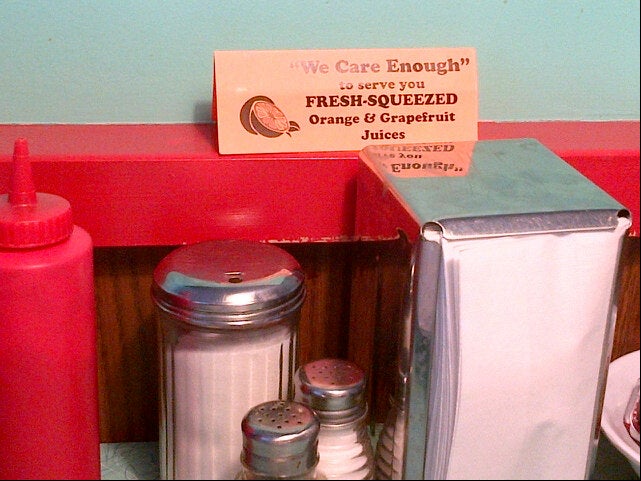 "We Care Enough"
to serve you
FRESH-SQUEEZED
Orange & Grapefruit
Juices